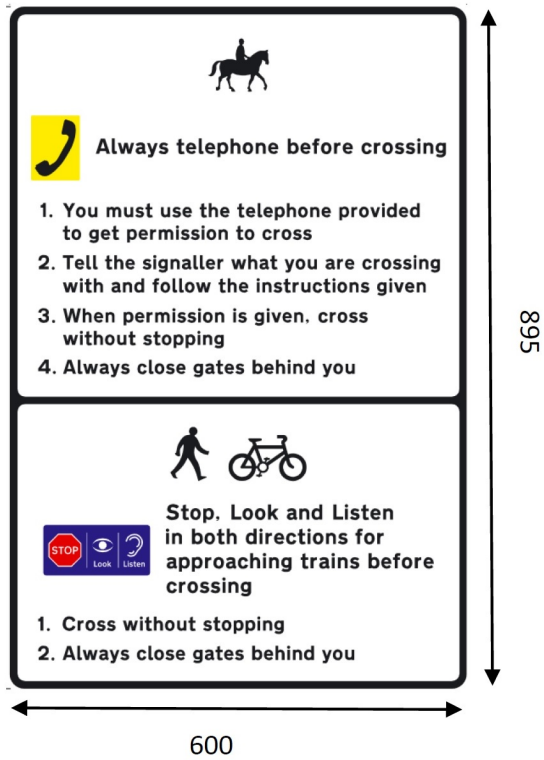 Always telephone before crossing
1. You must use the telephone provided
to get permission to cross
2. Tell the signaller what you are crossing
with and follow the instructions given
3. When permission is given, cross
without stopping
4. Always close gates behind you
895
Stop, Look and Listen
in both directions for
approaching trains before
crossing
STOP Look Listen
1. Cross without stopping
2. Always close gates behind you
600